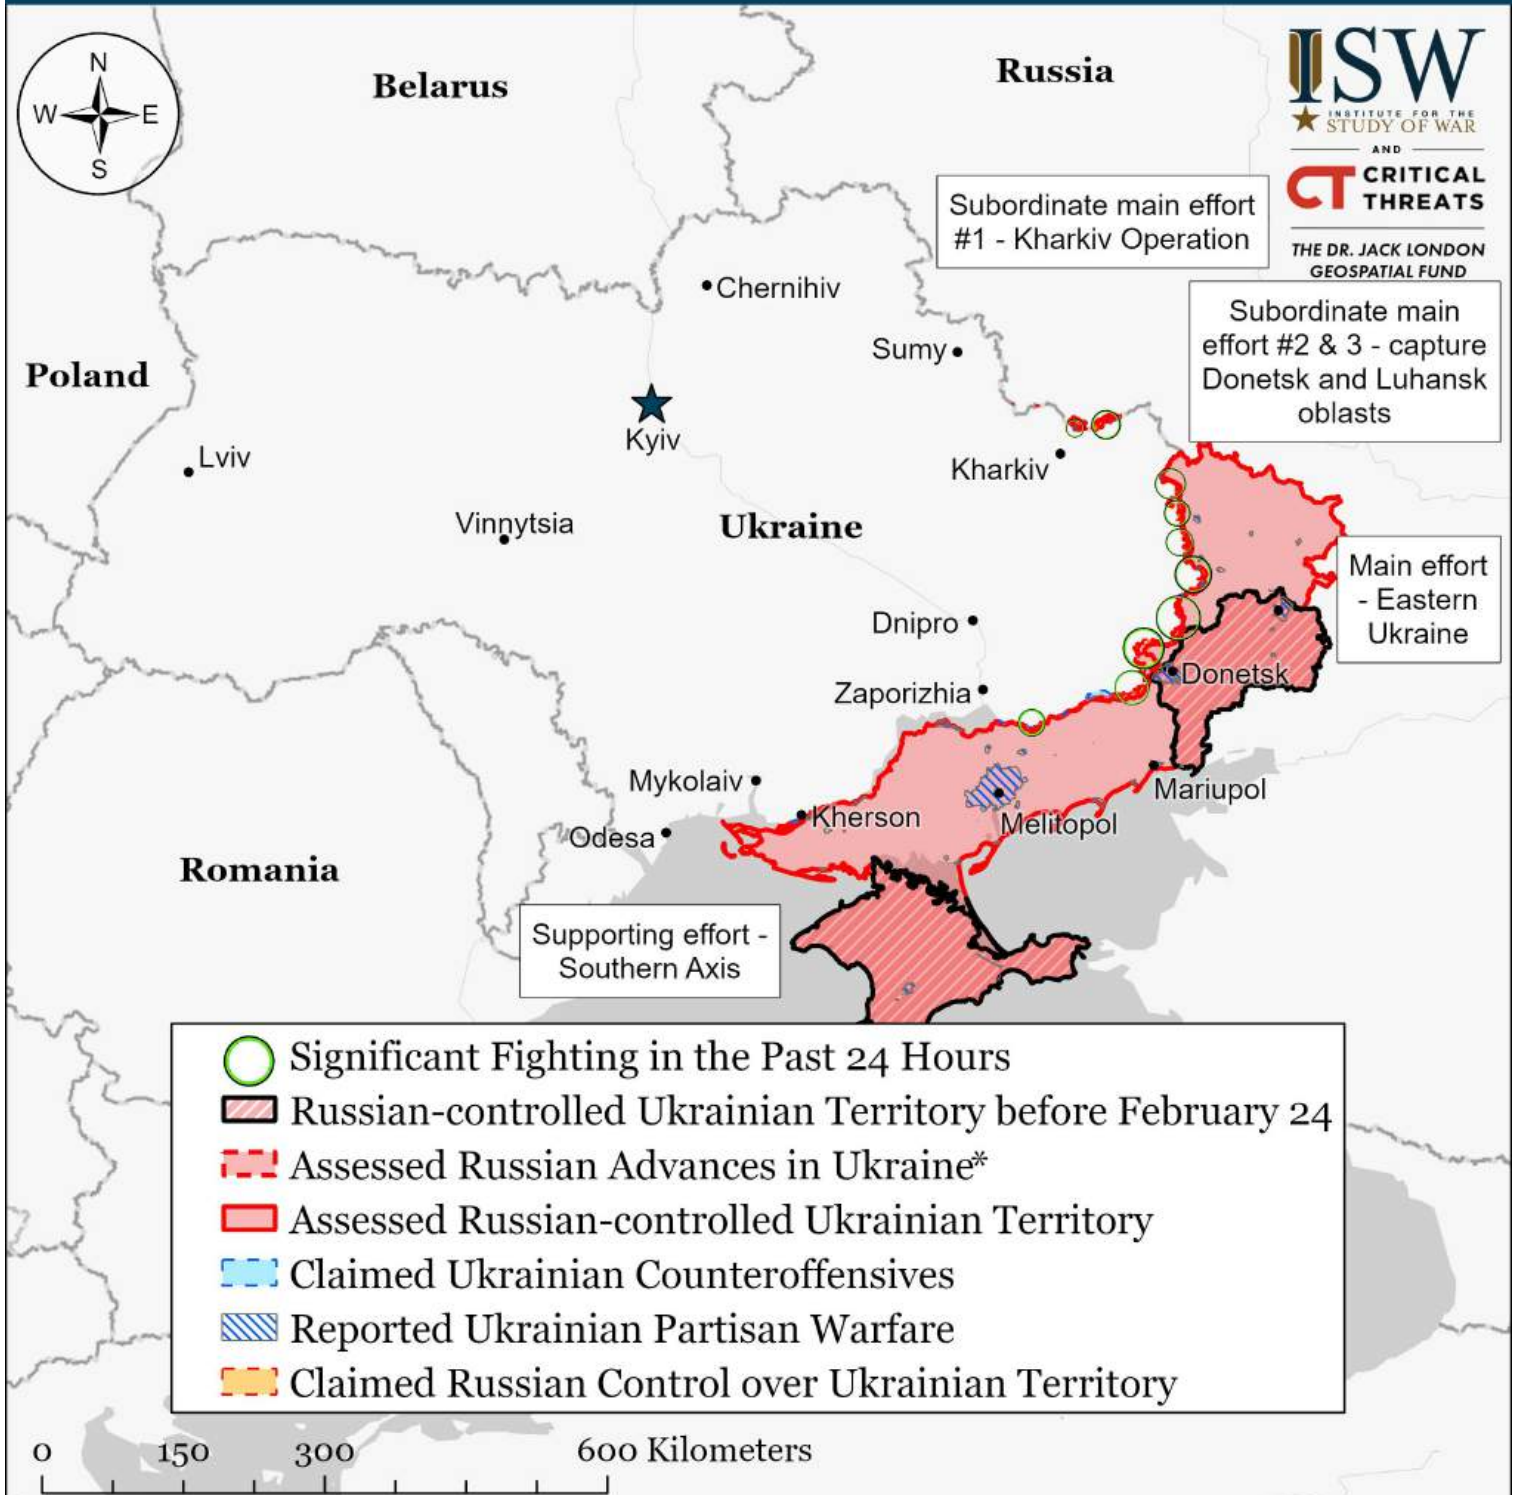 N
W
E
S
Belarus
Russia
ISW
INSTITUTE FOR THE
STUDY OF WAR
AND
CT CRITICAL
THREATS
THE DR. JACK LONDON
GEOSPATIAL FUND
Subordinate main effort
#1 - Kharkiv Operation
Subordinate main
effort #2 & 3 - capture
Donetsk and Luhansk
oblasts
Chernihiv
Sumy
Poland
Kyiv
Lviv
Kharkiv
Vinnytsia
Ukraine
Main effort
- Eastern
Ukraine
Dnipro
Donetsk
Zaporizhia
Mykolaiv
Mariupol
Kherson
Melitopol
Odesa
Romania
Supporting effort -
Southern Axis
Significant Fighting in the Past 24 Hours
Russian-controlled Ukrainian Territory before February 24
Assessed Russian Advances in Ukraine*
Assessed Russian-controlled Ukrainian Territory
Claimed Ukrainian Counteroffensives
Reported Ukrainian Partisan Warfare
Claimed Russian Control over Ukrainian Territory
0 150 300 600 Kilometers